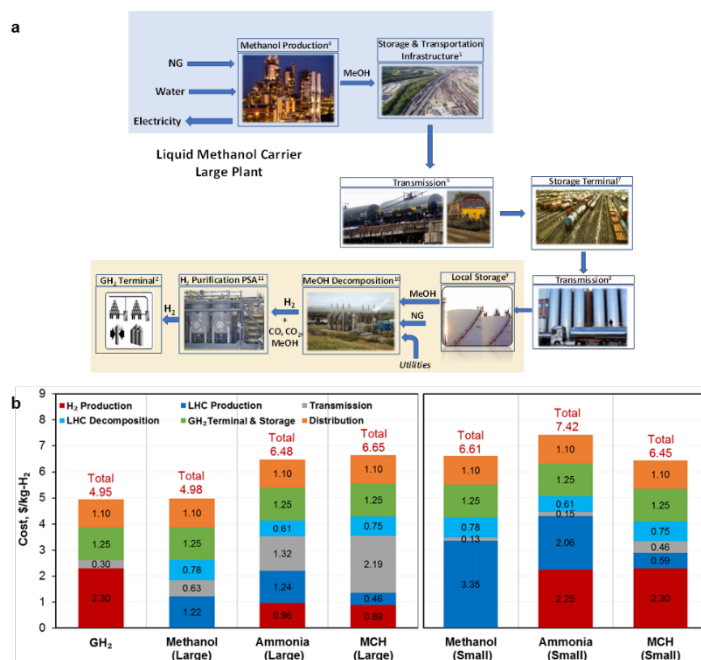 a
Methanol Production⁴
Storage & Transportation
Infrastructure⁵
NG
Water
Electricity
MeOH
Liquid Methanol Carrier
Large Plant
Transmission⁶
Storage Terminal⁷
GH₂ Terminal²
H₂ Purification PSA¹¹
MeOH Decomposition¹⁰
Local Storage⁹
Transmission⁸
H₂
H₂
+
CO, CO₂,
MeOH
MeOH
NG
Utilities
b
Cost, $/kg-H₂
9
8
7
6
5
4
3
2
1
0
H₂ Production
LHC Production
Transmission
LHC Decomposition
GH₂ Terminal & Storage
Distribution
Total
4.95
1.10
1.25
0.30
2.30
GH₂
Total
4.98
1.10
1.25
0.78
0.63
1.22
Methanol
(Large)
Total
6.48
1.10
1.25
0.61
1.32
1.24
Ammonia
(Large)
Total
6.65
1.10
1.25
0.75
2.19
0.46
0.89
MCH
(Large)
Total
6.61
1.10
1.25
0.78
0.13
3.35
Methanol
(Small)
Total
7.42
1.10
1.25
0.61
0.15
2.06
2.25
Ammonia
(Small)
Total
6.45
1.10
1.25
0.75
0.46
0.59
2.30
MCH
(Small)